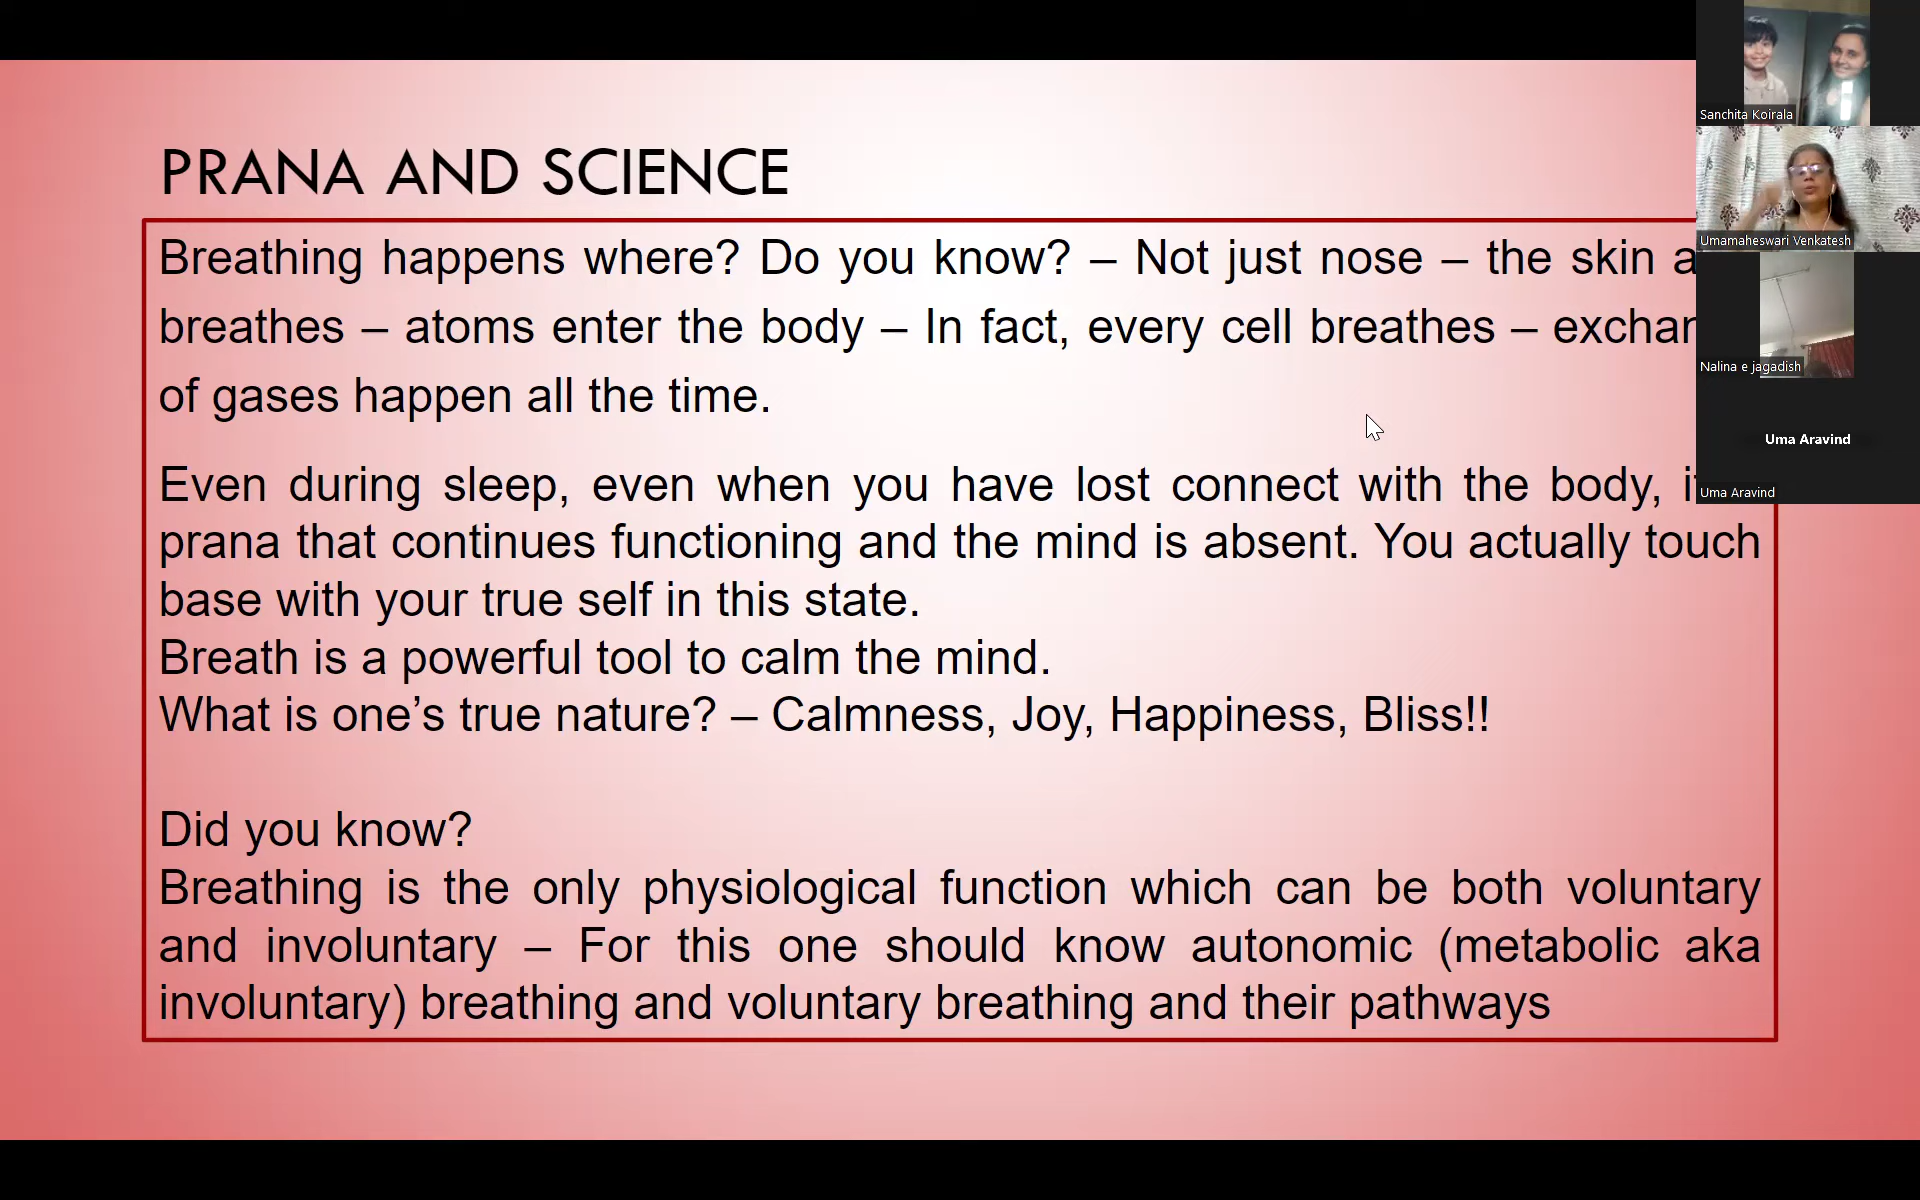 PRANA AND SCIENCE
Breathing happens where? Do you know? – Not just nose – the skin
breathes – atoms enter the body – In fact, every cell breathes –
of gases happen all the time.
Even during sleep, even when you have lost connect with the body,
prana that continues functioning and the mind is absent. You actually touch
base with your true self in this state.
Breath is a powerful tool to calm the mind.
What is one’s true nature? – Calmness, Joy, Happiness, Bliss!!
Did you know?
Breathing is the only physiological function which can be both voluntary
and involuntary – For this one should know autonomic (metabolic aka
involuntary) breathing and voluntary breathing and their pathways
Sanchita Koirala
Umamaheswari Venkatesh
Nalina e jagadish
Uma Aravind
Uma Aravind